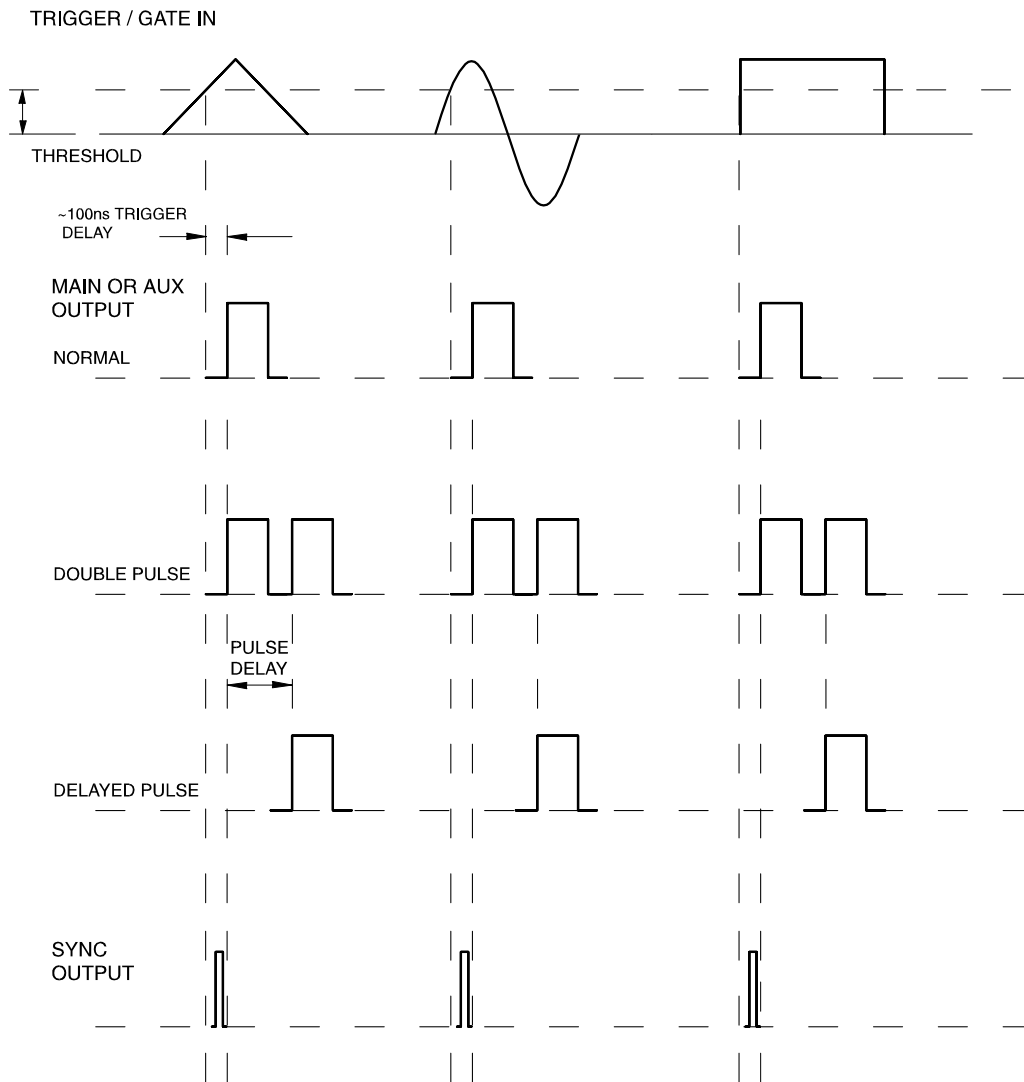 TRIGGER / GATE IN
THRESHOLD
~100ns TRIGGER
DELAY
MAIN OR AUX
OUTPUT
NORMAL
DOUBLE PULSE
PULSE
DELAY
DELAYED PULSE
SYNC
OUTPUT